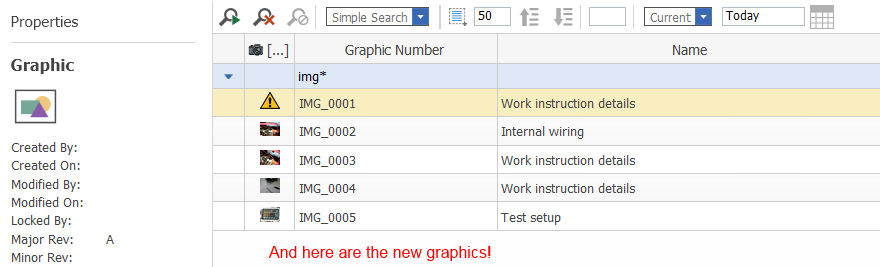 Properties
Graphic
Created By:
Created On:
Modified By:
Modified On:
Locked By:
Major Rev: A
Minor Rev:
Simple Search 50 Current Today
[...] Graphic Number Name
img*
IMG_0001 Work instruction details
IMG_0002 Internal wiring
IMG_0003 Work instruction details
IMG_0004 Work instruction details
IMG_0005 Test setup
And here are the new graphics!